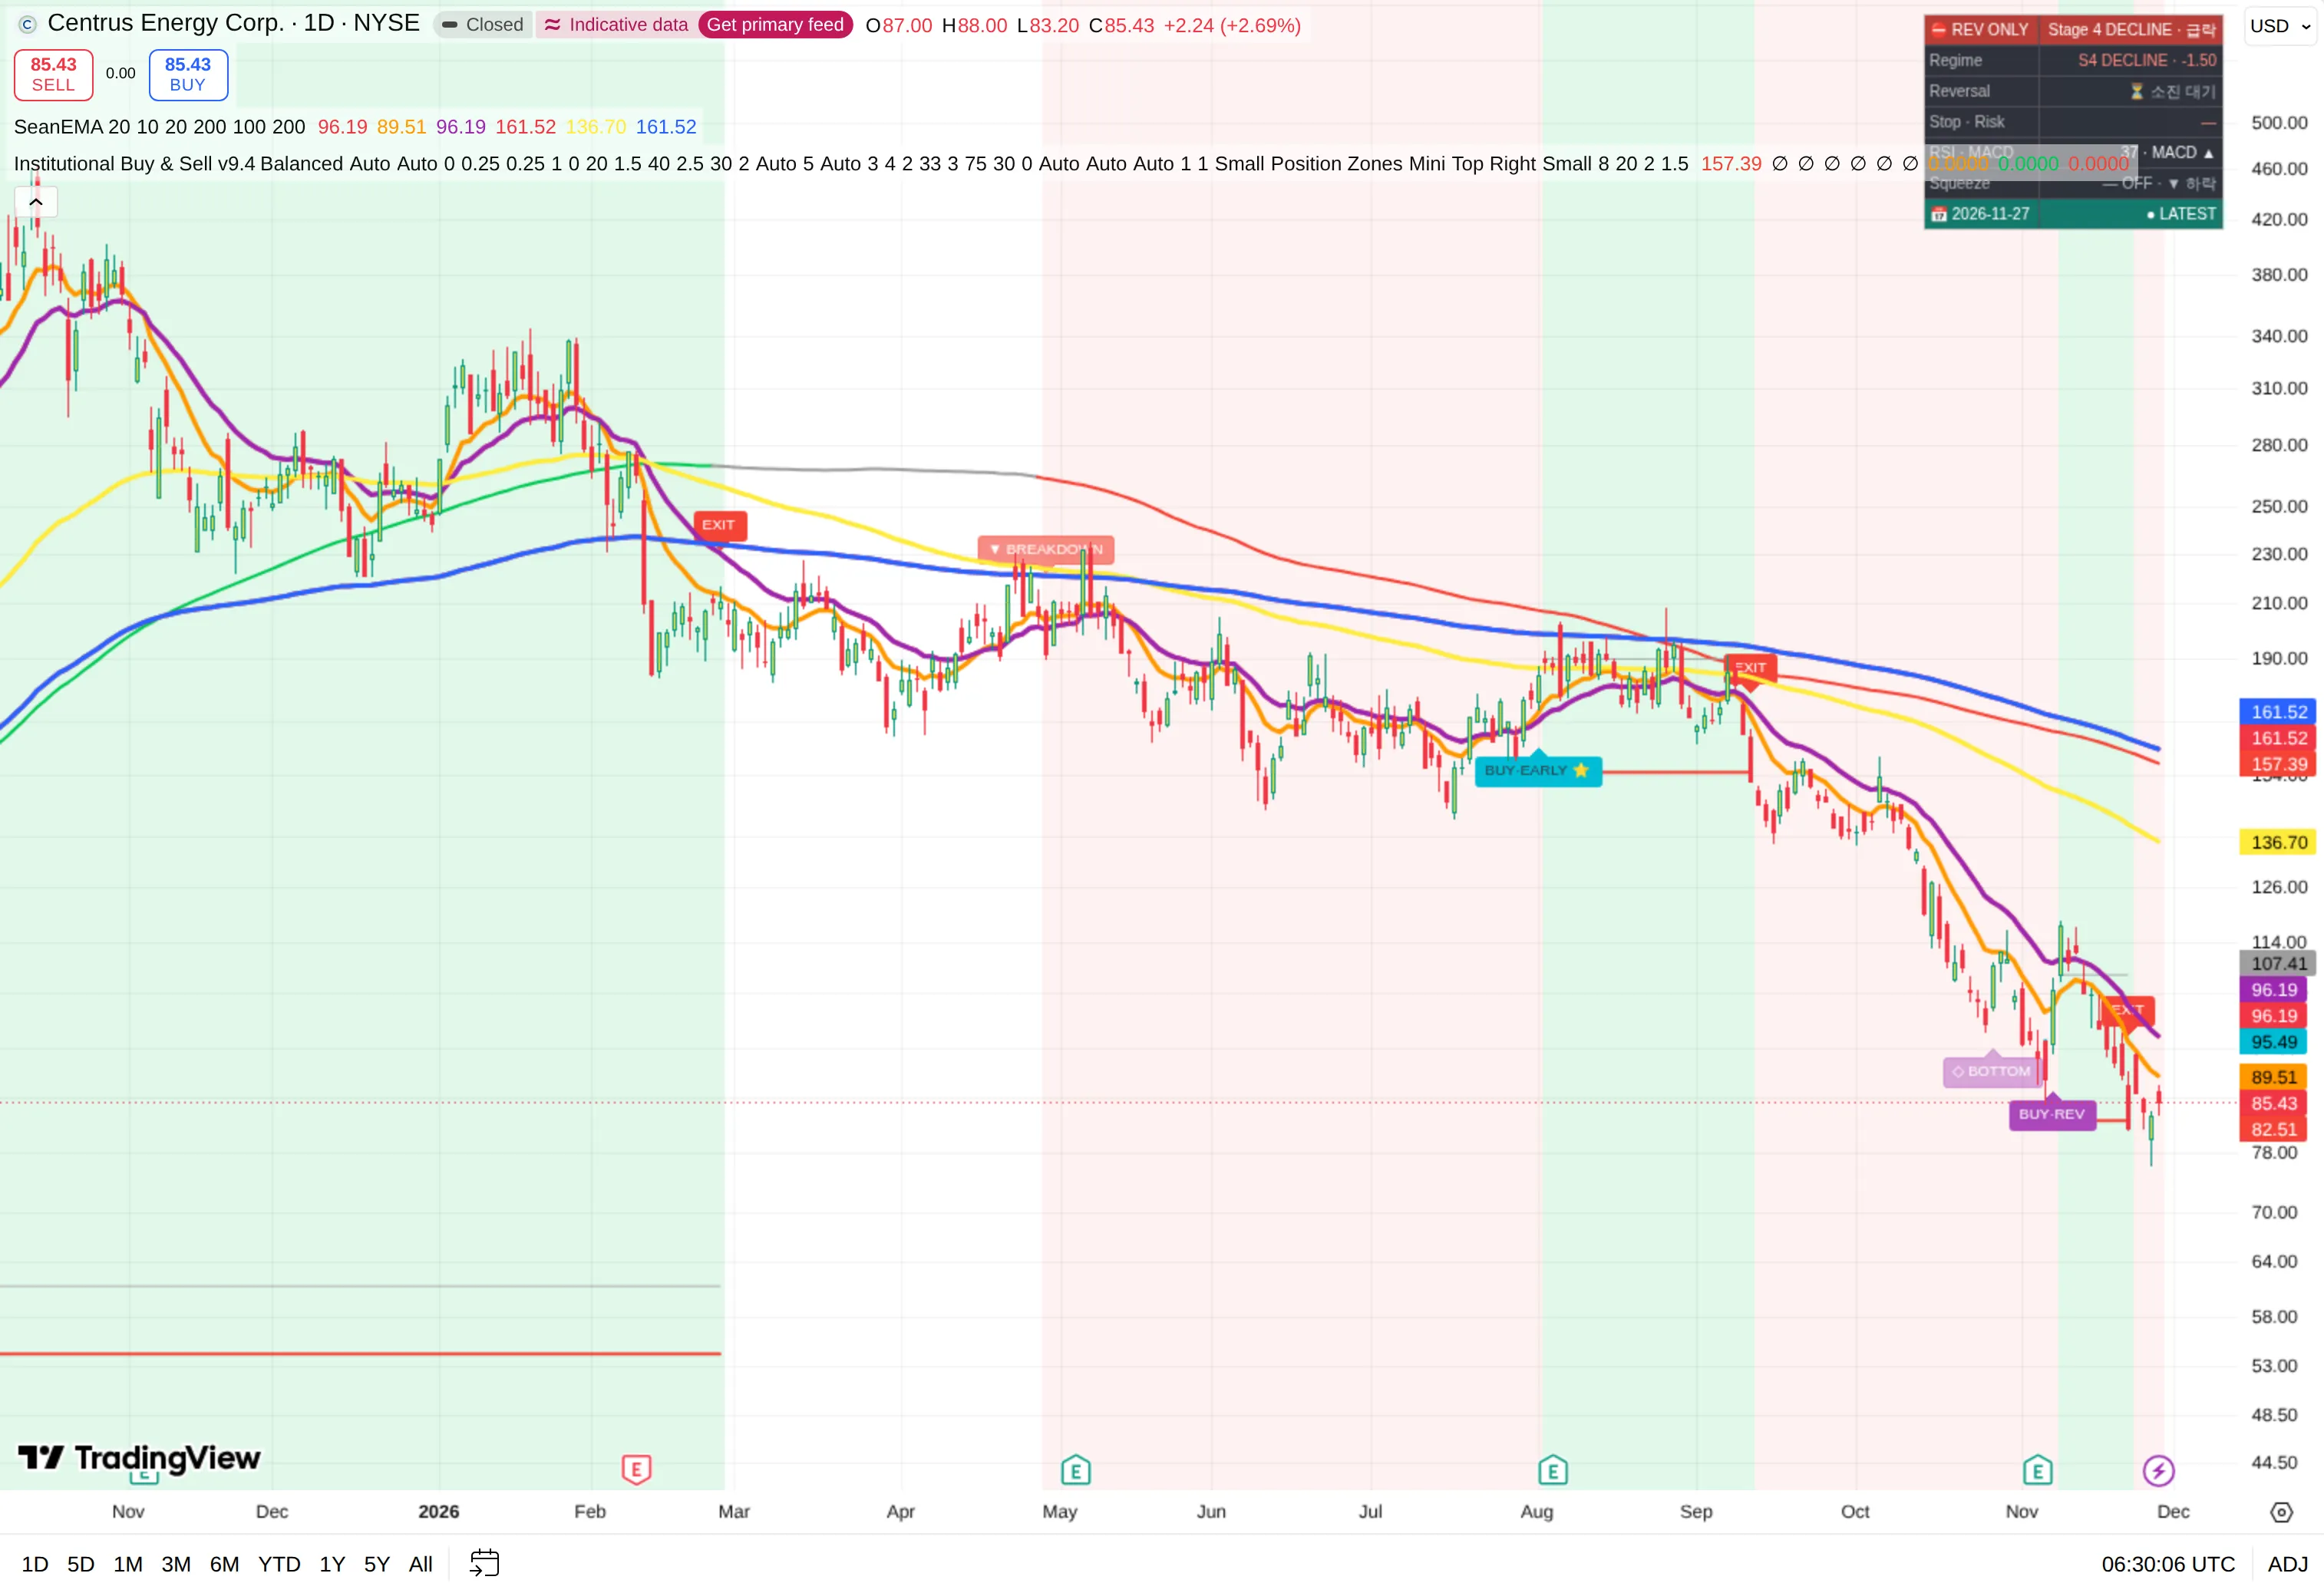 Centrus Energy Corp. · 1D · NYSE Closed Indicative data Get primary feed O87.00 H88.00 L83.20 C85.43 +2.24 (+2.69%)
USD
85.43 SELL
0.00
85.43 BUY
SeanEMA 20 10 20 200 100 200 96.19 89.51 96.19 161.52 136.70 161.52
Institutional Buy & Sell v9.4 Balanced Auto Auto 0 0.25 0.25 1 0 20 1.5 40 2.5 30 2 Auto 5 Auto 3 4 2 33 3 75 30 0 Auto Auto Auto 1 1 Small Position Zones Mini Top Right Small 8 20 2 1.5 157.39 ∅ ∅ ∅ ∅ ∅ ∅ 0.0000 0.0000 0.0000
⛔ REV ONLY Stage 4 DECLINE · 급락
Regime S4 DECLINE · -1.50
Reversal ⏳ 소진 대기
Stop · Risk —
RSI · MACD 37 · MACD ▲
Squeeze — OFF · ▼ 하락
📅 2026-11-27 ● LATEST
500.00
460.00
420.00
380.00
340.00
310.00
280.00
250.00
230.00
210.00
190.00
161.52
161.52
157.39
136.70
126.00
114.00
107.41
96.19
96.19
95.49
89.51
85.43
82.51
78.00
70.00
64.00
58.00
53.00
48.50
44.50
EXIT
▼ BREAKDOWN
EXIT
BUY·EARLY ⭐
EXIT
◇ BOTTOM
BUY·REV
TradingView
E
E
E
E
E
Nov Dec 2026 Feb Mar Apr May Jun Jul Aug Sep Oct Nov Dec
1D 5D 1M 3M 6M YTD 1Y 5Y All
06:30:06 UTC ADJ